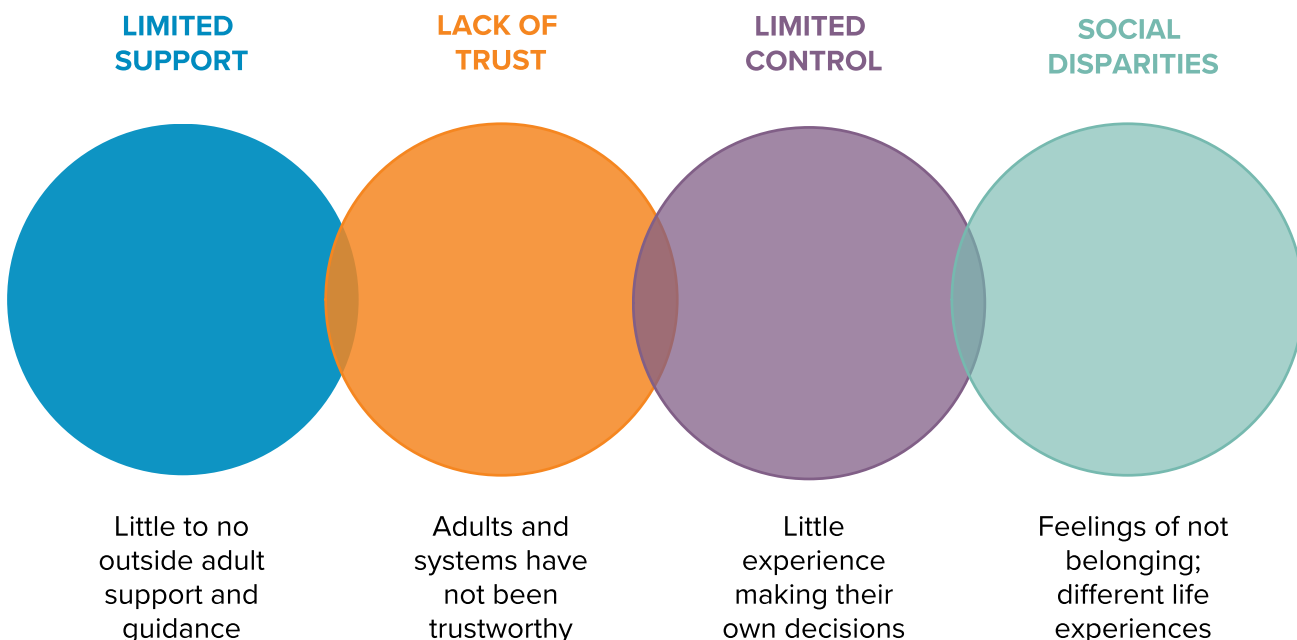 LIMITED
SUPPORT
LACK OF
TRUST
LIMITED
CONTROL
SOCIAL
DISPARITIES
Little to no
outside adult
support and
guidance
Adults and
systems have
not been
trustworthy
Little
experience
making their
own decisions
Feelings of not
belonging;
different life
experiences